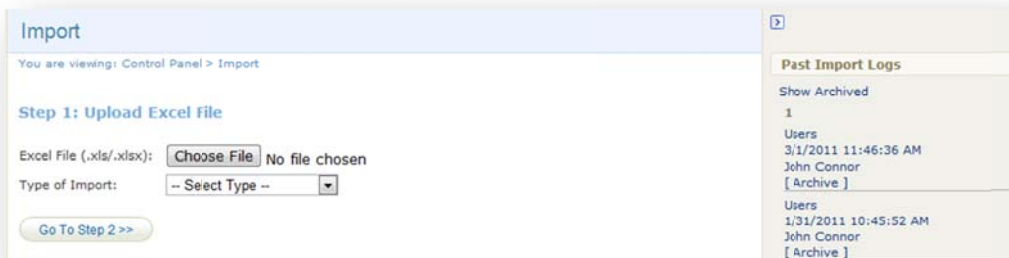 Import
You are viewing: Control Panel > Import
Step 1: Upload Excel File
Excel File (.xls/.xlsx): Choose File No file chosen
Type of Import: -- Select Type --
Go To Step 2 >>
Past Import Logs
Show Archived
1
Users
3/1/2011 11:46:36 AM
John Connor
[ Archive ]
Users
1/31/2011 10:45:52 AM
John Connor
[ Archive ]